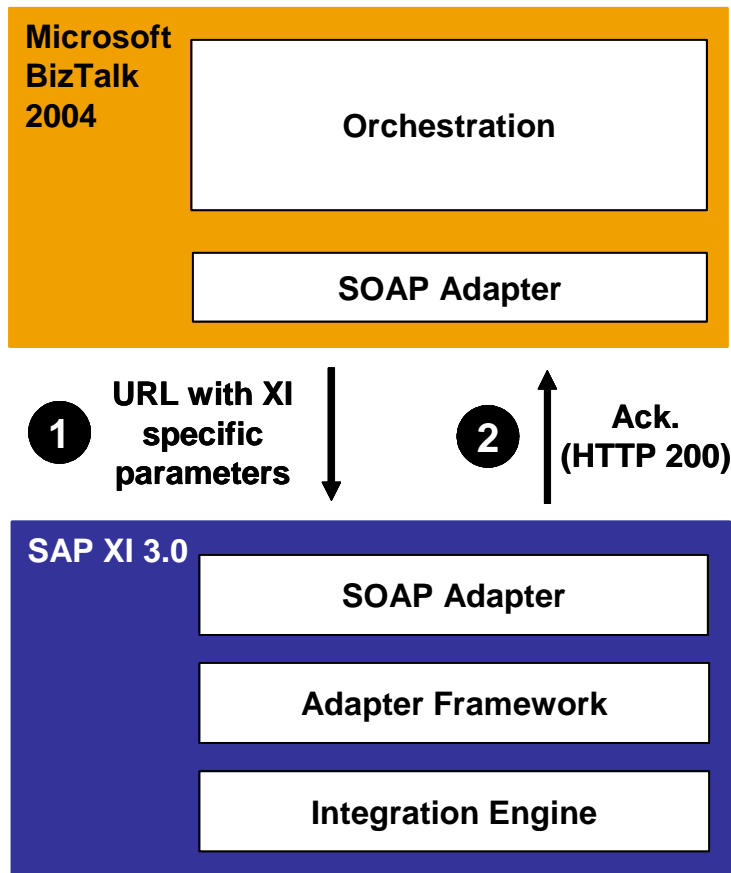 Microsoft
BizTalk
2004
Orchestration
SOAP Adapter
1
URL with XI
specific
parameters
2
Ack.
(HTTP 200)
SAP XI 3.0
SOAP Adapter
Adapter Framework
Integration Engine